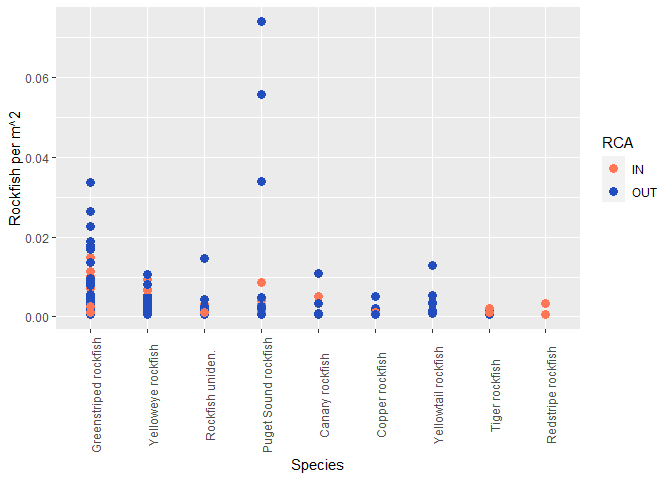 Rockfish per m^2
0.06
0.04
0.02
0.00
Greenstriped rockfish
Yelloweye rockfish
Rockfish uniden.
Puget Sound rockfish
Canary rockfish
Copper rockfish
Yellowtail rockfish
Tiger rockfish
Redstripe rockfish
Species
RCA
IN
OUT